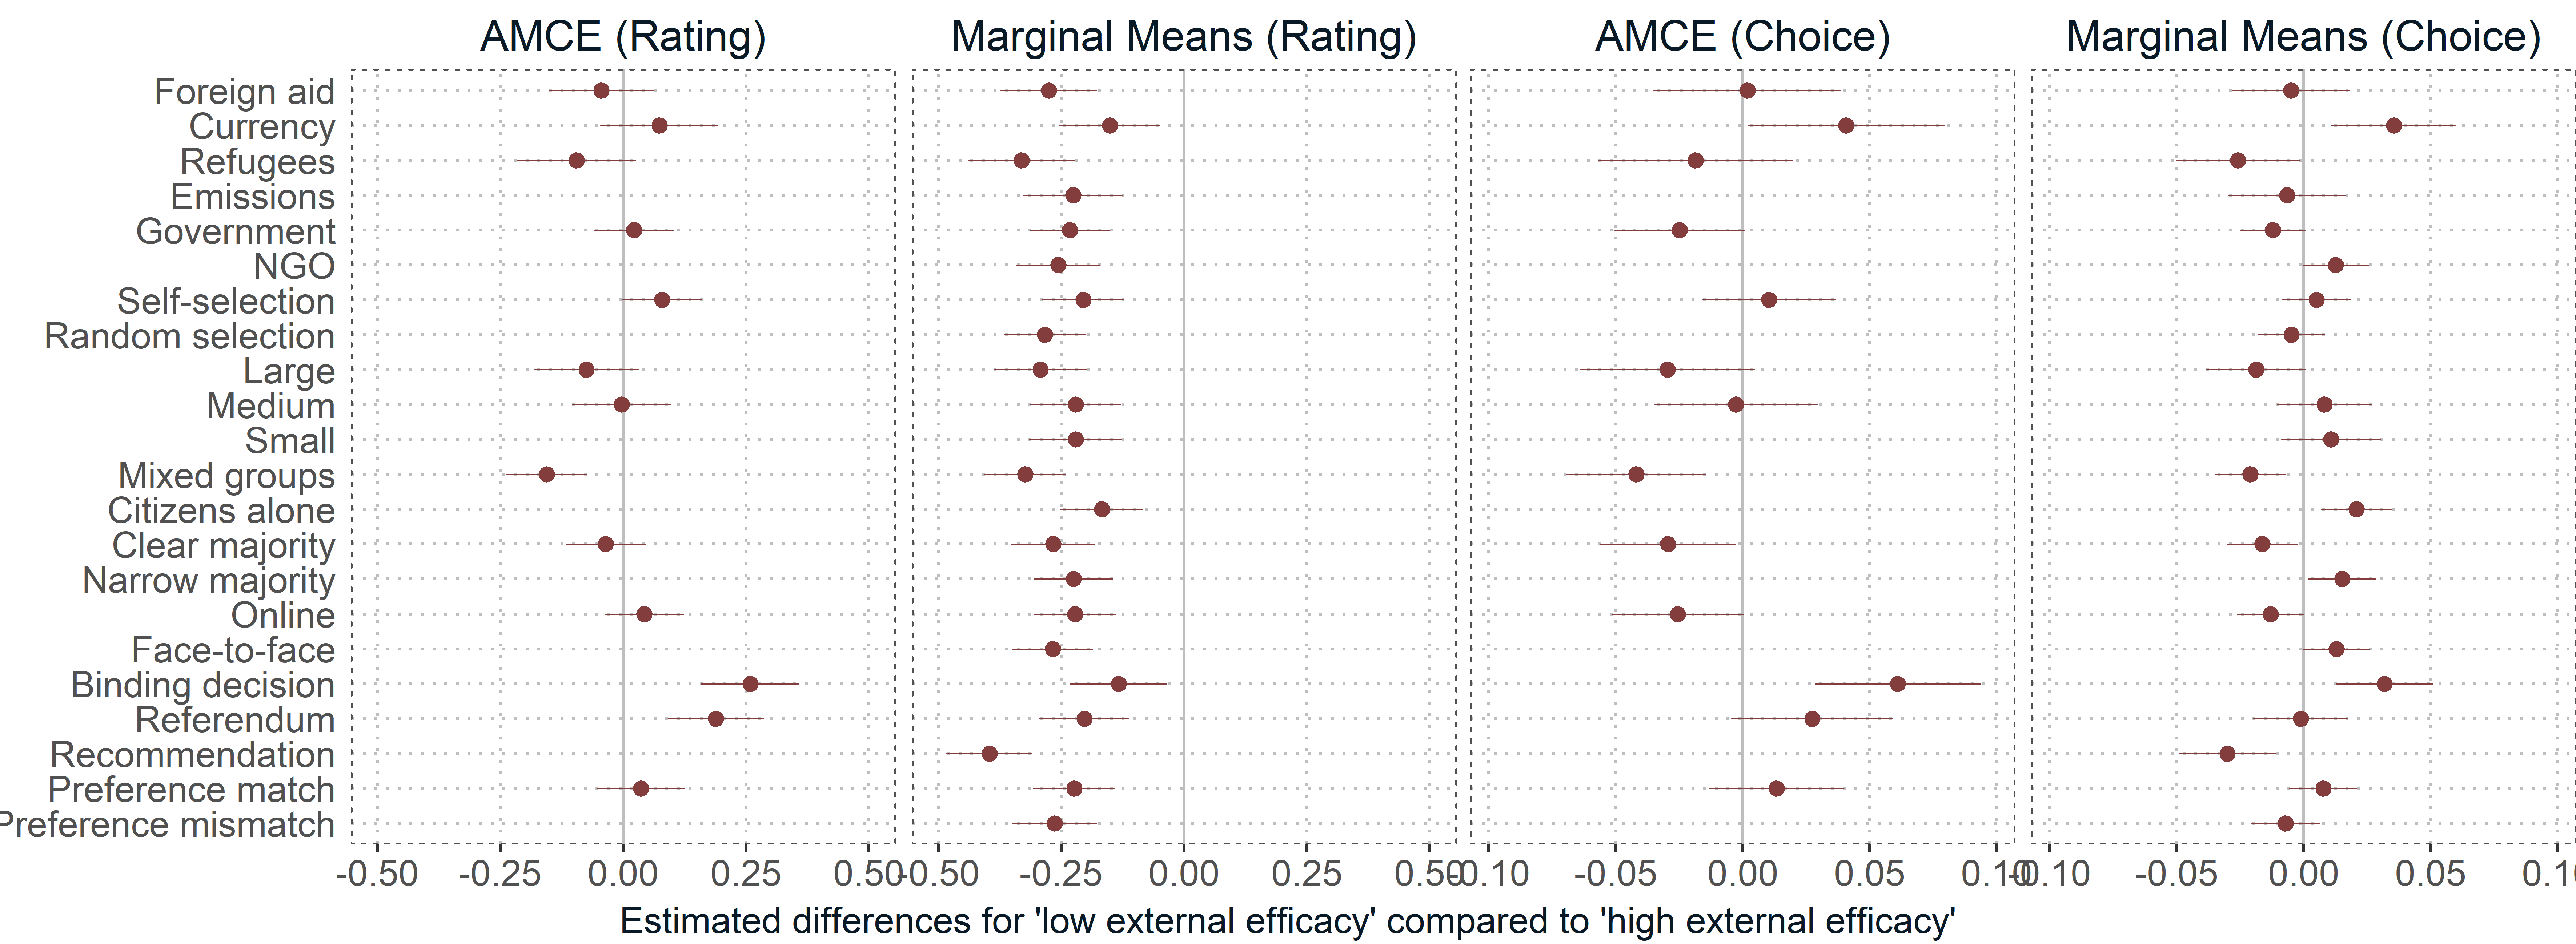 AMCE (Rating) Marginal Means (Rating) AMCE (Choice) Marginal Means (Choice)
Foreign aid
Currency
Refugees
Emissions
Government
NGO
Self-selection
Random selection
Large
Medium
Small
Mixed groups
Citizens alone
Clear majority
Narrow majority
Online
Face-to-face
Binding decision
Referendum
Recommendation
Preference match
Preference mismatch
-0.50 -0.25 0.00 0.25 0.50 -0.50 -0.25 0.00 0.25 0.50 -0.10 -0.05 0.00 0.05 0.10 -0.10 -0.05 0.00 0.05 0.10
Estimated differences for 'low external efficacy' compared to 'high external efficacy'